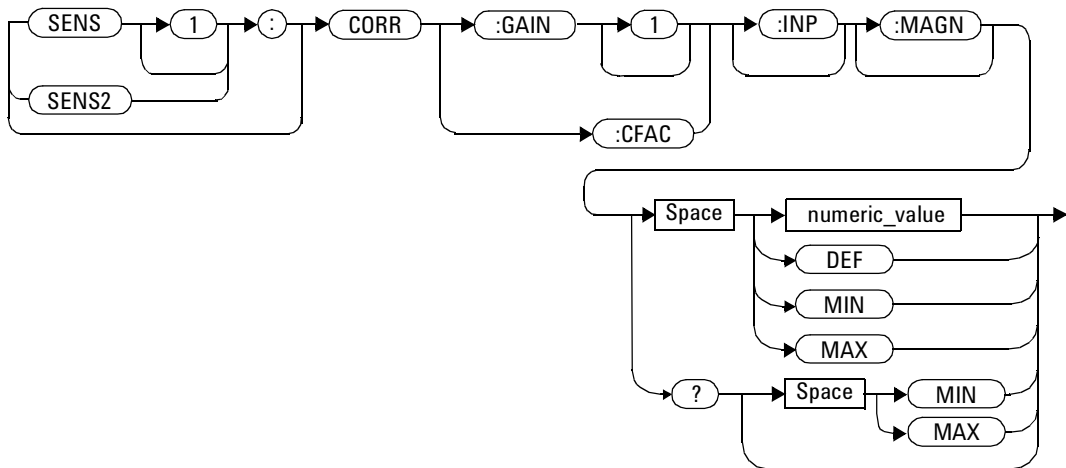 SENS 1 : CORR :GAIN 1 :INP :MAGN
SENS2
:CFAC
Space numeric_value
DEF
MIN
MAX
? Space MIN
MAX